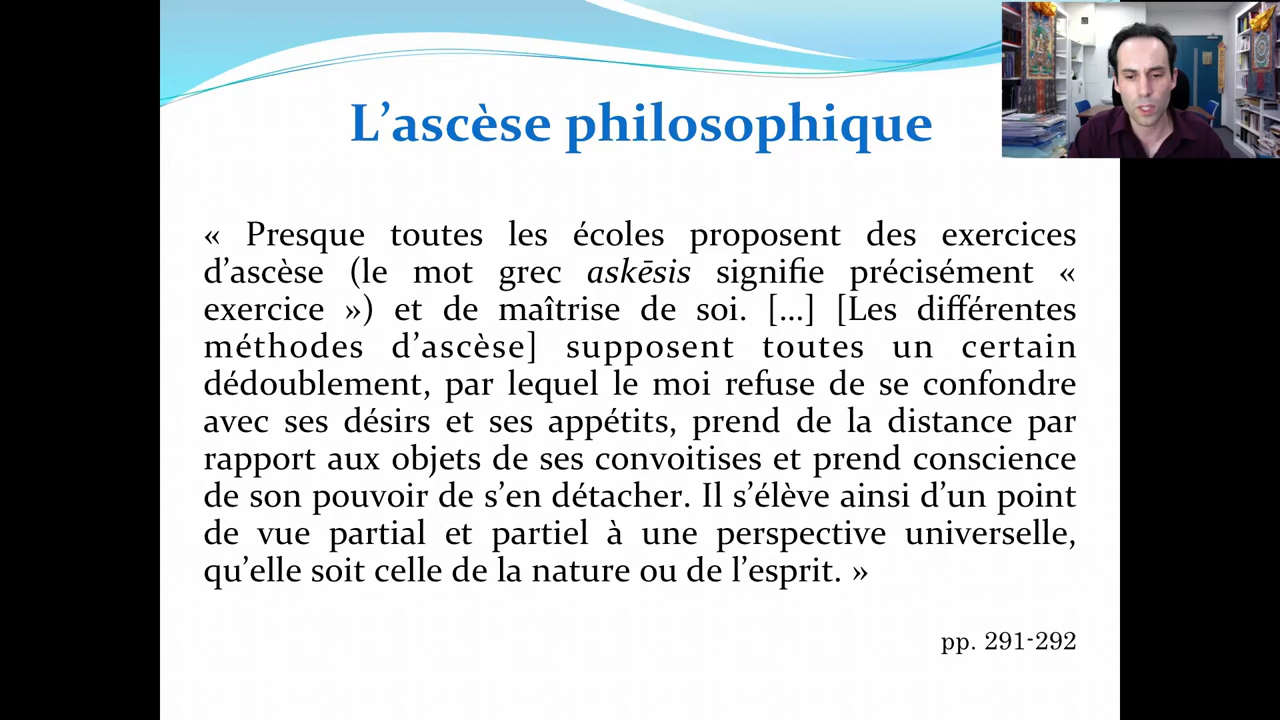 L’ascèse philosophique
« Presque toutes les écoles proposent des exercices
d’ascèse (le mot grec askēsis signifie précisément «
exercice ») et de maîtrise de soi. [...] [Les différentes
méthodes d’ascèse] supposent toutes un certain
dédoublement, par lequel le moi refuse de se confondre
avec ses désirs et ses appétits, prend de la distance par
rapport aux objets de ses convoitises et prend conscience
de son pouvoir de s’en détacher. Il s’élève ainsi d’un point
de vue partial et partiel à une perspective universelle,
qu’elle soit celle de la nature ou de l’esprit. »
pp. 291-292